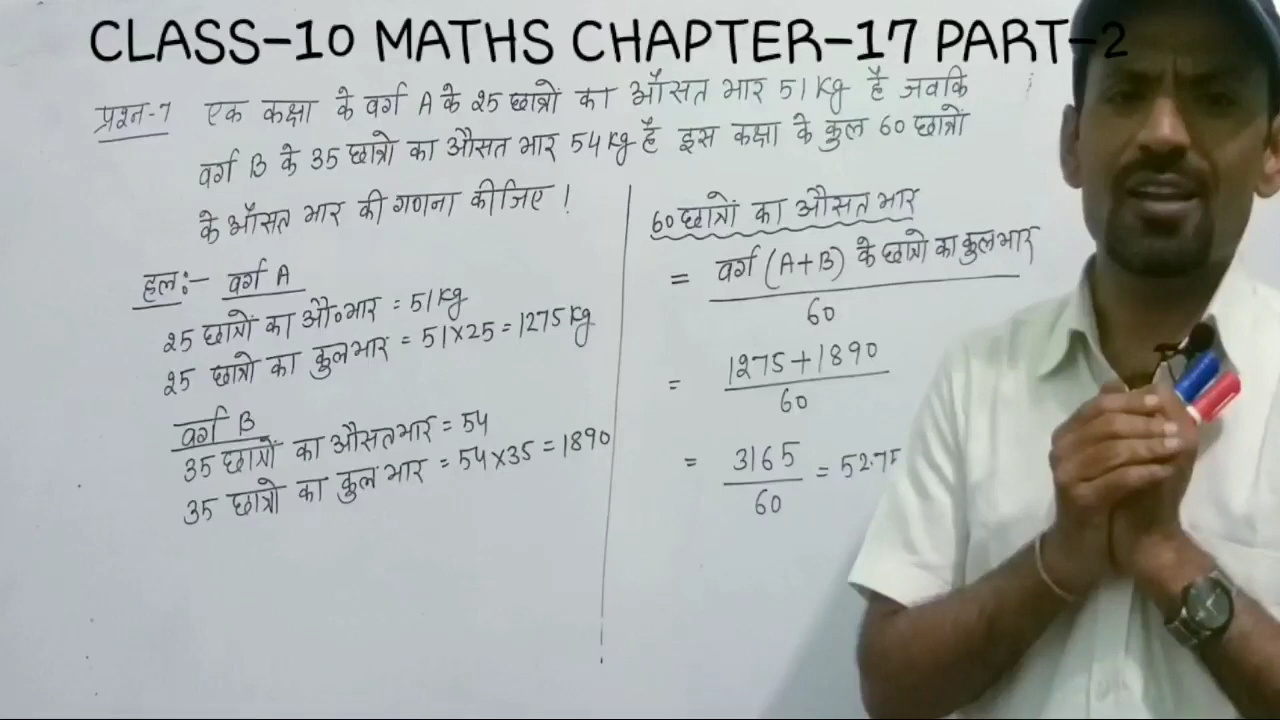 CLASS-10 MATHS CHAPTER-17 PART-2
प्रश्न-7 एक कक्षा के वर्ग A के 25 छात्रों का औसत भार 51 kg है जबकि
वर्ग B के 35 छात्रो का औसत भार 54 kg है इस कक्षा के कुल 60 छात्रों
के औसत भार की गणना कीजिए !
हल:- वर्ग A
25 छात्रों का औ० भार = 51 kg
25 छात्रों का कुल भार = 51×25 = 1275 kg
वर्ग B
35 छात्रों का औसत भार = 54
35 छात्रो का कुल भार = 54×35 = 1890
60 छात्रों का औसत भार
= वर्ग (A+B) के छात्रो का कुल भार
60
= 1275+1890
60
= 3165 = 52.75
60